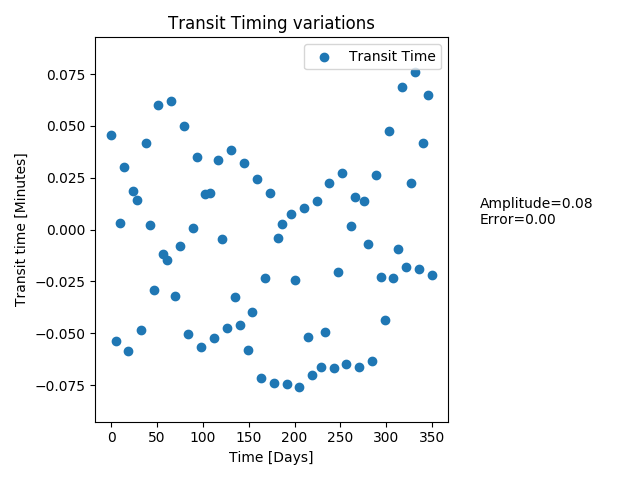 Transit Timing variations
Transit Time
Transit time [Minutes]
0.075
0.050
0.025
0.000
−0.025
−0.050
−0.075
0 50 100 150 200 250 300 350
Time [Days]
Amplitude=0.08
Error=0.00